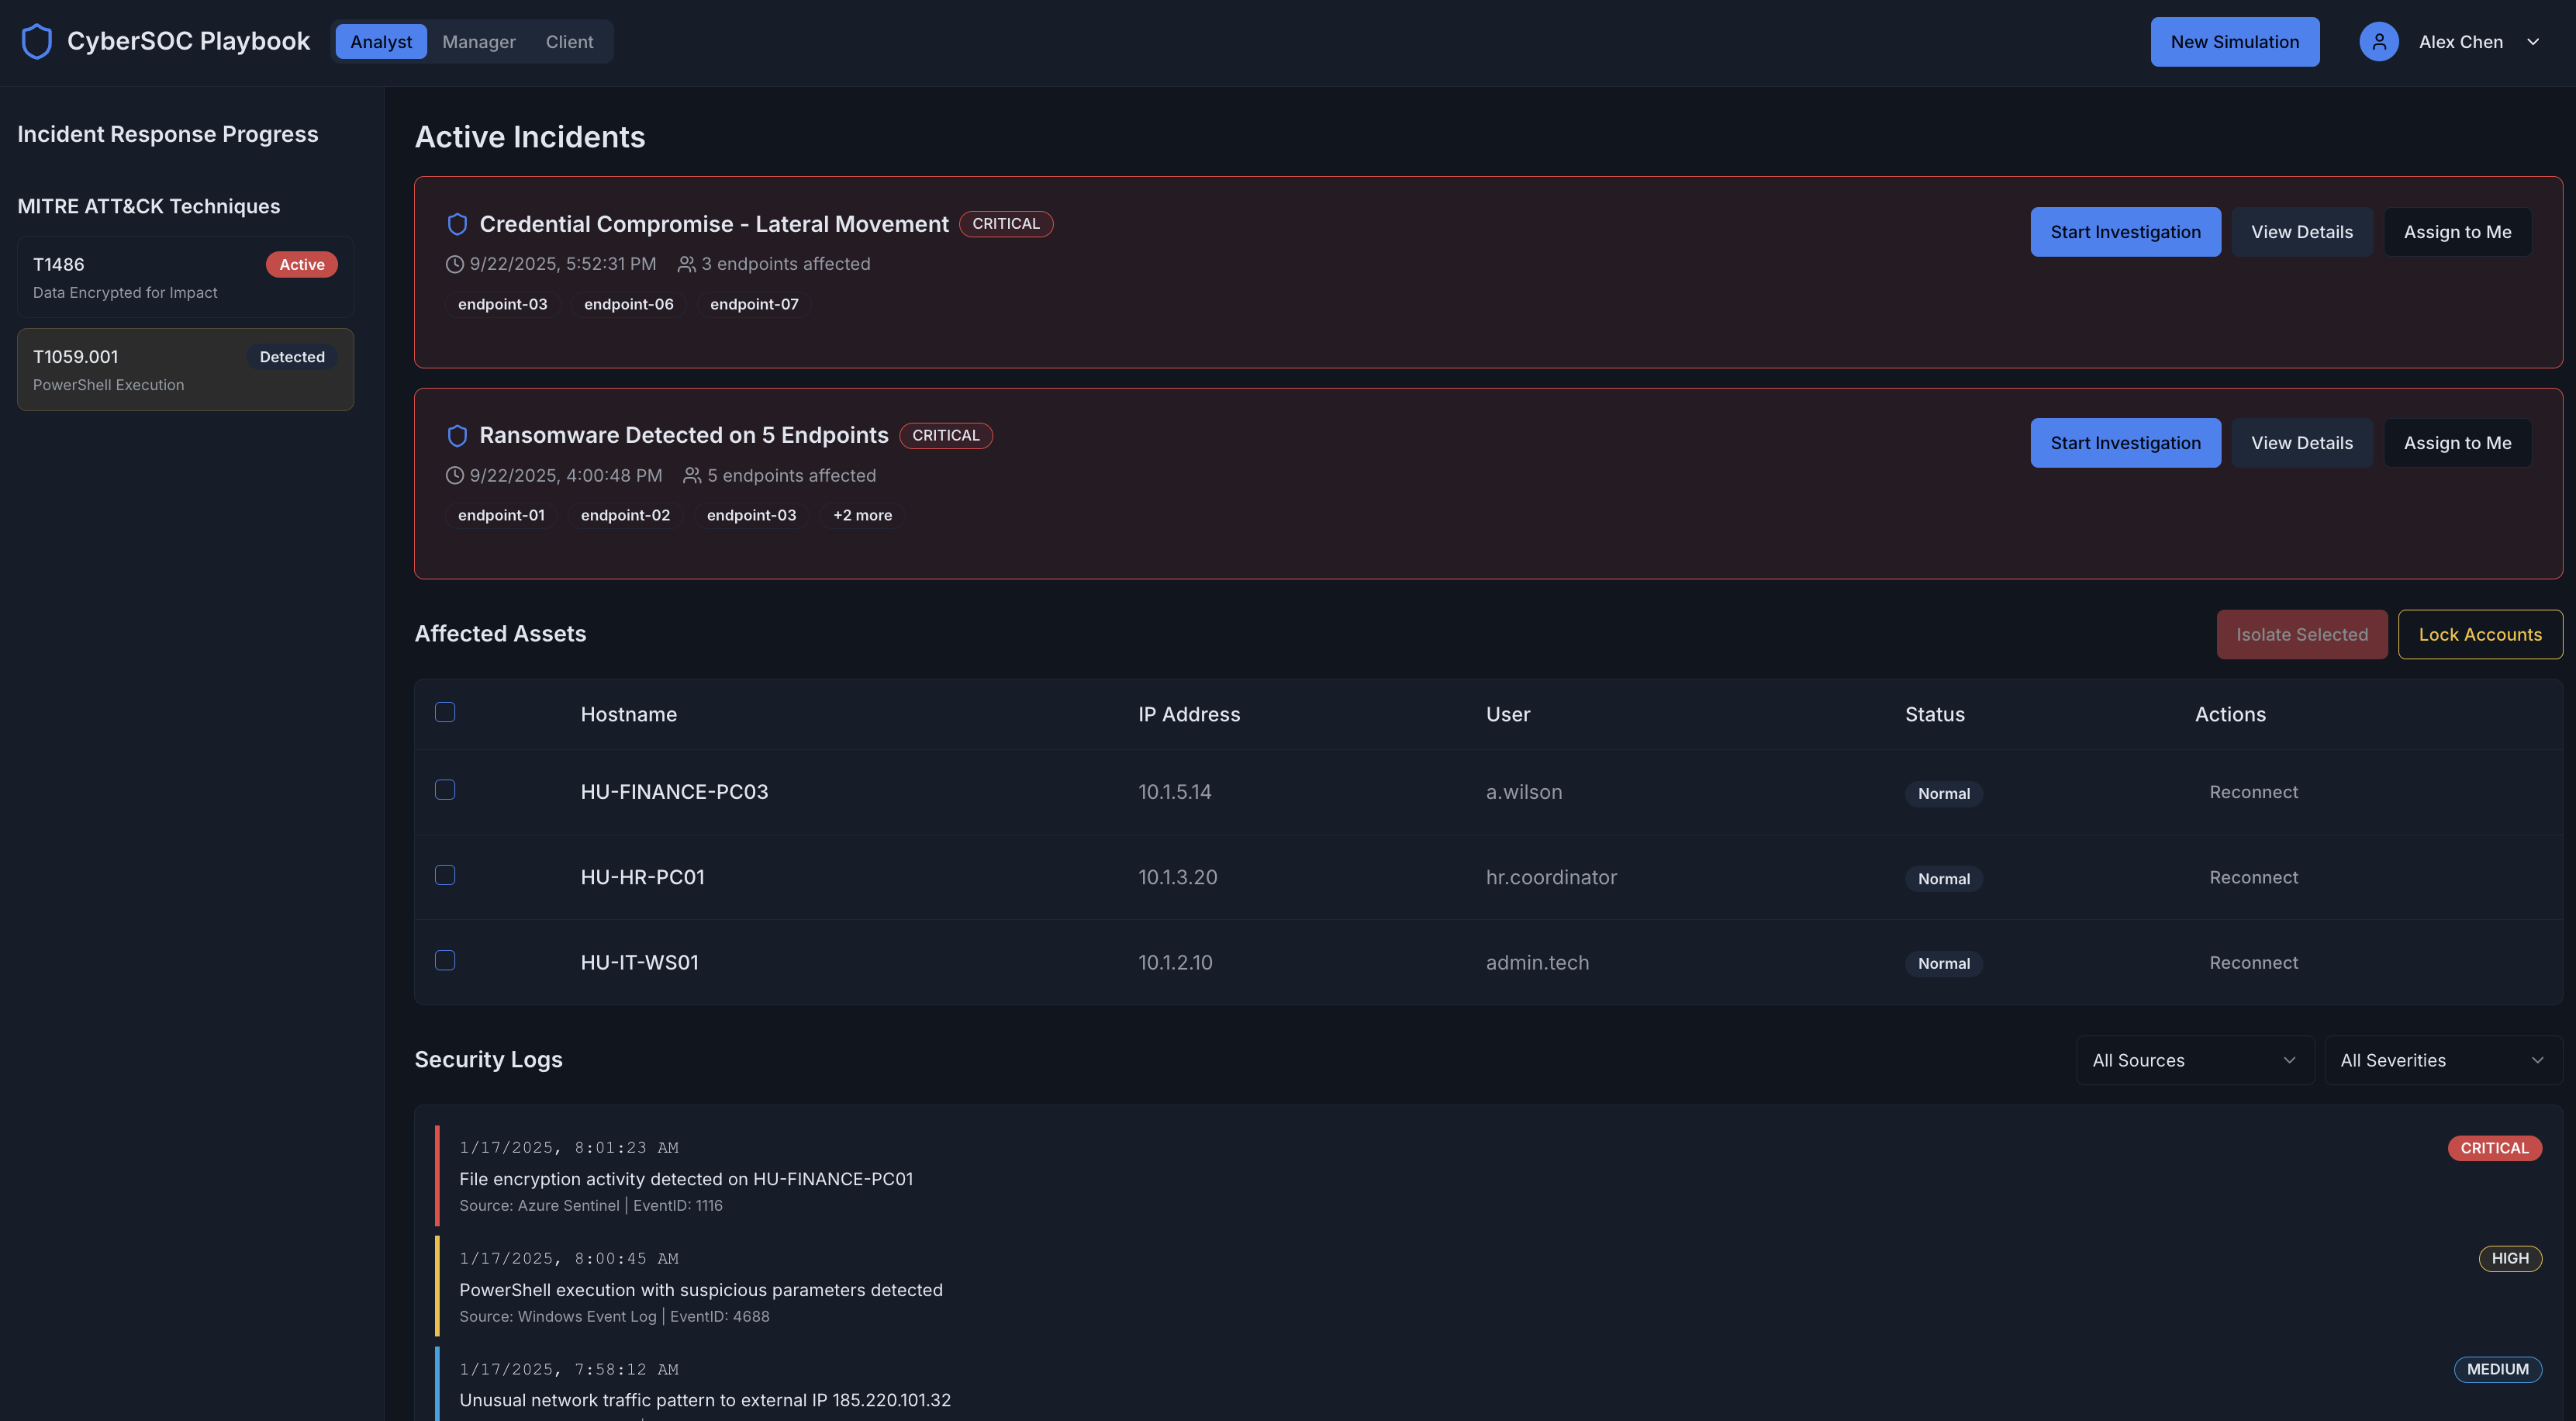 CyberSOC Playbook
Analyst Manager Client
New Simulation
Alex Chen
Incident Response Progress
MITRE ATT&CK Techniques
T1486 Active
Data Encrypted for Impact
T1059.001 Detected
PowerShell Execution
Active Incidents
Credential Compromise - Lateral Movement CRITICAL
9/22/2025, 5:52:31 PM 3 endpoints affected
endpoint-03 endpoint-06 endpoint-07
Start Investigation View Details Assign to Me
Ransomware Detected on 5 Endpoints CRITICAL
9/22/2025, 4:00:48 PM 5 endpoints affected
endpoint-01 endpoint-02 endpoint-03 +2 more
Start Investigation View Details Assign to Me
Affected Assets
Isolate Selected Lock Accounts
Hostname IP Address User Status Actions
HU-FINANCE-PC03 10.1.5.14 a.wilson Normal Reconnect
HU-HR-PC01 10.1.3.20 hr.coordinator Normal Reconnect
HU-IT-WS01 10.1.2.10 admin.tech Normal Reconnect
Security Logs
All Sources All Severities
1/17/2025, 8:01:23 AM CRITICAL
File encryption activity detected on HU-FINANCE-PC01
Source: Azure Sentinel | EventID: 1116
1/17/2025, 8:00:45 AM HIGH
PowerShell execution with suspicious parameters detected
Source: Windows Event Log | EventID: 4688
1/17/2025, 7:58:12 AM MEDIUM
Unusual network traffic pattern to external IP 185.220.101.32